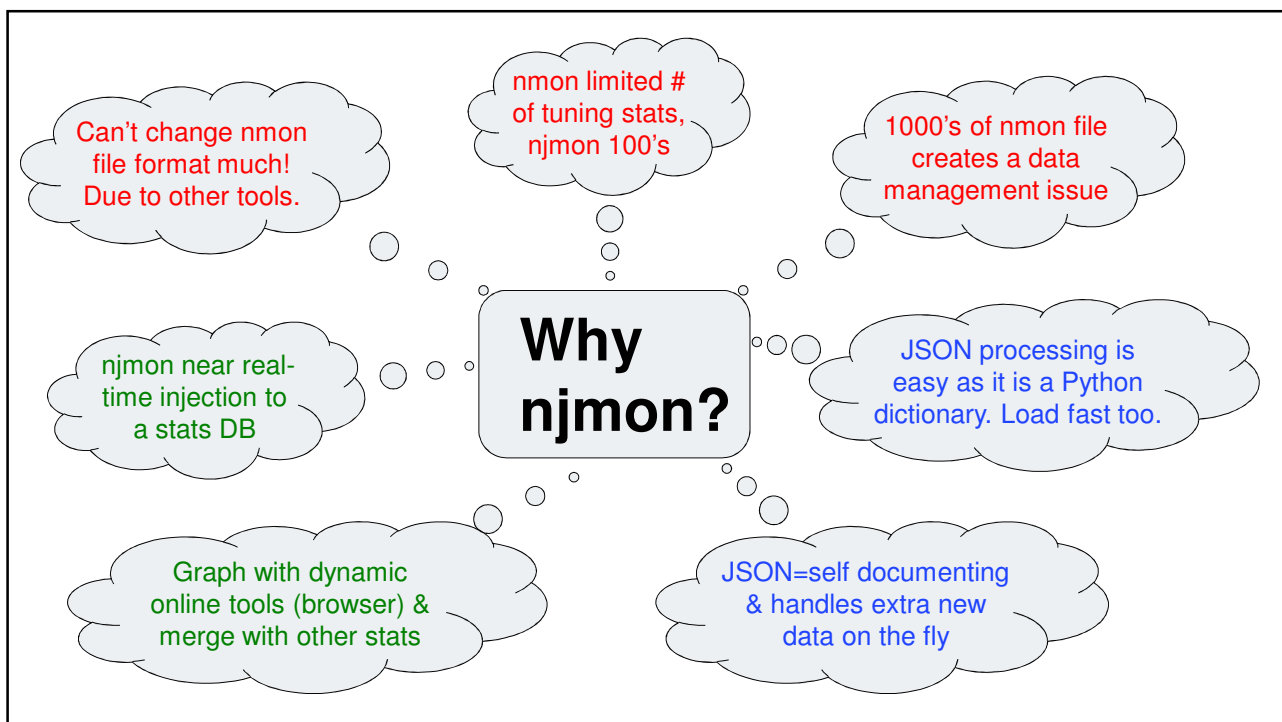 Can't change nmon
file format much!
Due to other tools.
nmon limited #
of tuning stats,
njmon 100's
1000's of nmon file
creates a data
management issue
Why
njmon?
njmon near real-
time injection to
a stats DB
JSON processing is
easy as it is a Python
dictionary. Load fast too.
Graph with dynamic
online tools (browser) &
merge with other stats
JSON=self documenting
& handles extra new
data on the fly